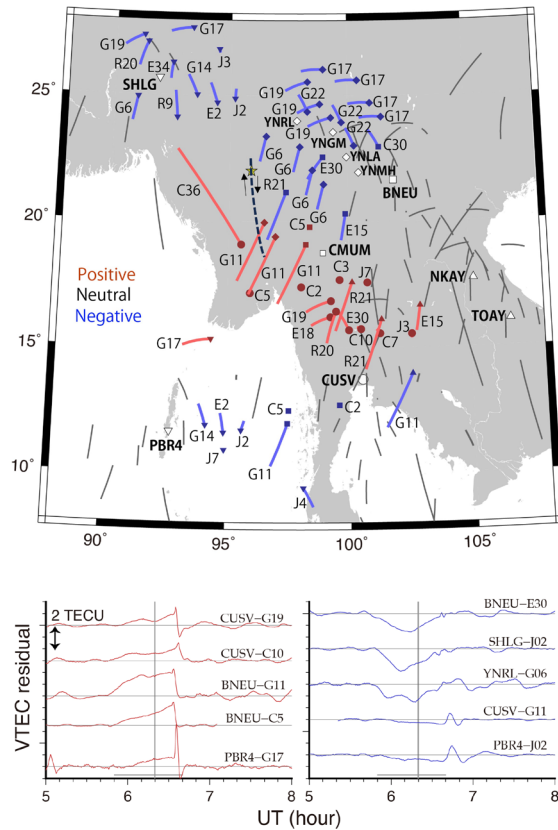 G17
G19
R20
E34
G14
J3
SHLG
G6
R9
E2
J2
25°
20°
15°
10°
G17
G17
G19
G22
G19
G17
G17
YNRL
G19
G22
YNGM
C30
G6
YNLA
G6
YNMH
BNEU
R21
C36
G6
G6
C5
E15
G11
CMUM
Positive
Neutral
Negative
G11
G11
C3
J7
NKAY
C5
C2
R21
G19
E30
J3
E15
TOAY
E18
C10
C7
R20
G17
R21
CUSV
E2
C5
C2
G14
J2
G11
PBR4
J7
G11
J4
90°
95°
100°
105°
2 TECU
CUSV−G19
CUSV−C10
BNEU−G11
BNEU−C5
PBR4−G17
VTEC residual
5
6
7
8
BNEU−E30
SHLG−J02
YNRL−G06
CUSV−G11
PBR4−J02
5
6
7
8
UT (hour)